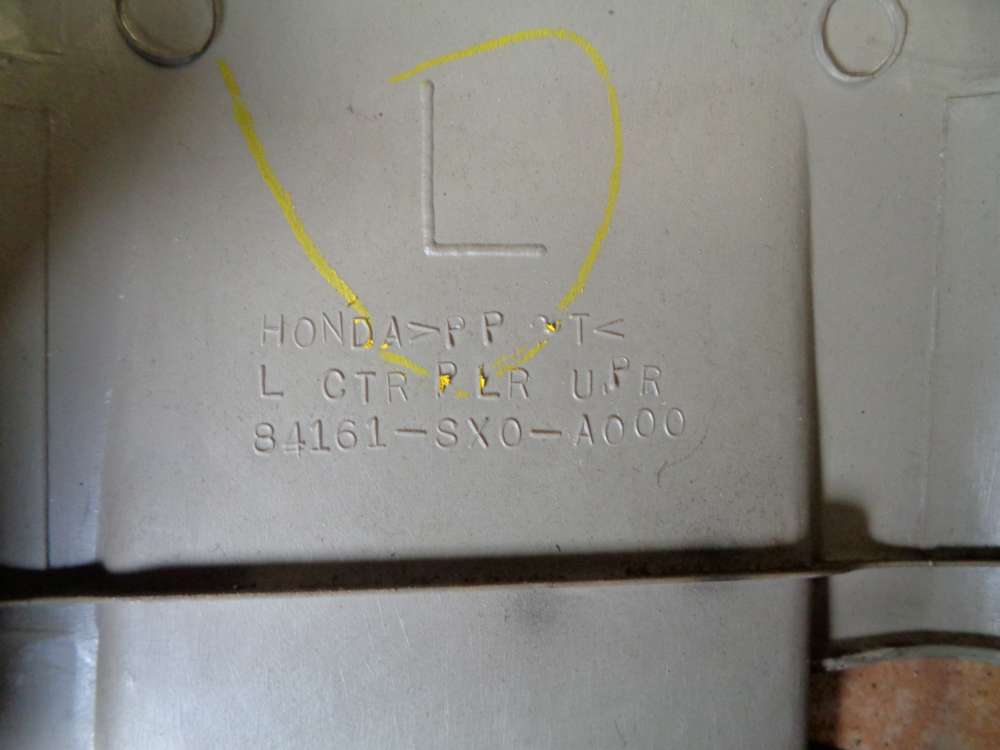 L
HONDA >PP T<
L CTR PLR UPR
84161-SX0-A000